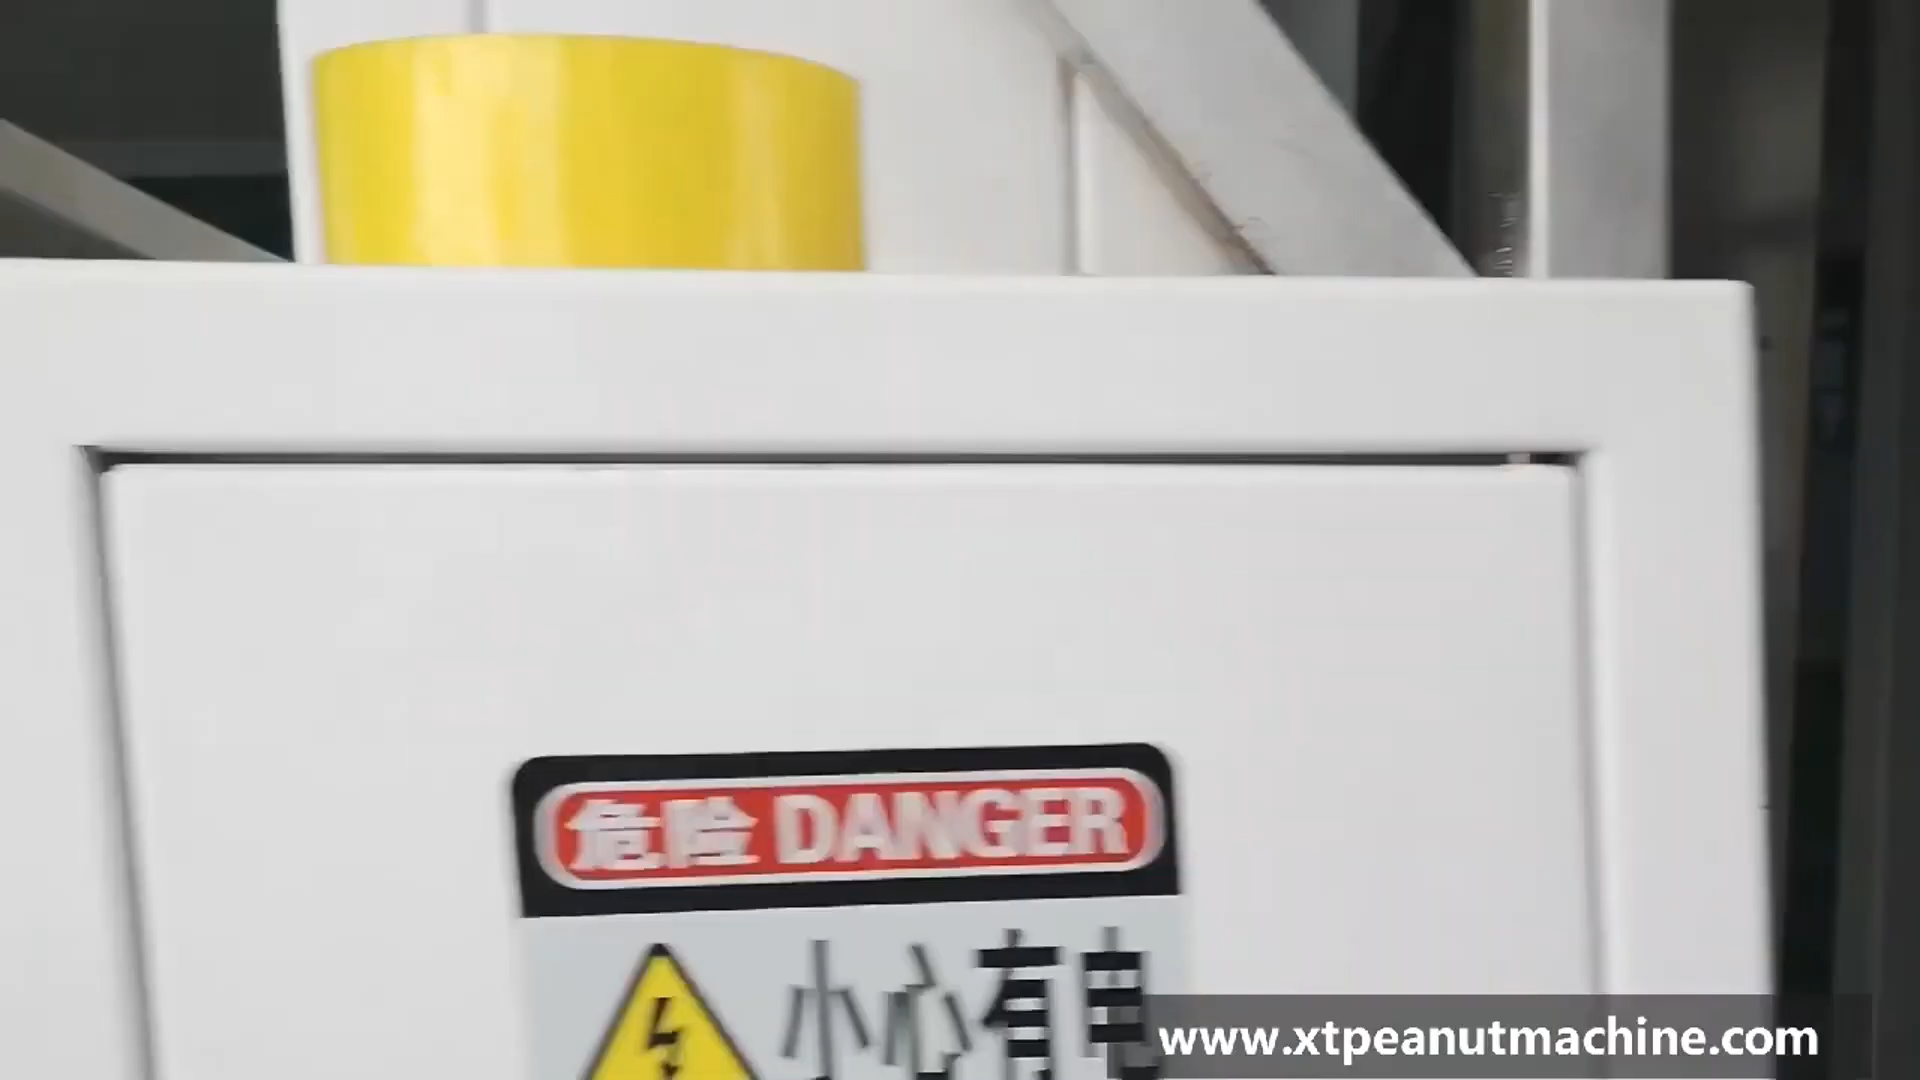 危险 DANGER
小心有电
www.xtpeanutmachine.com